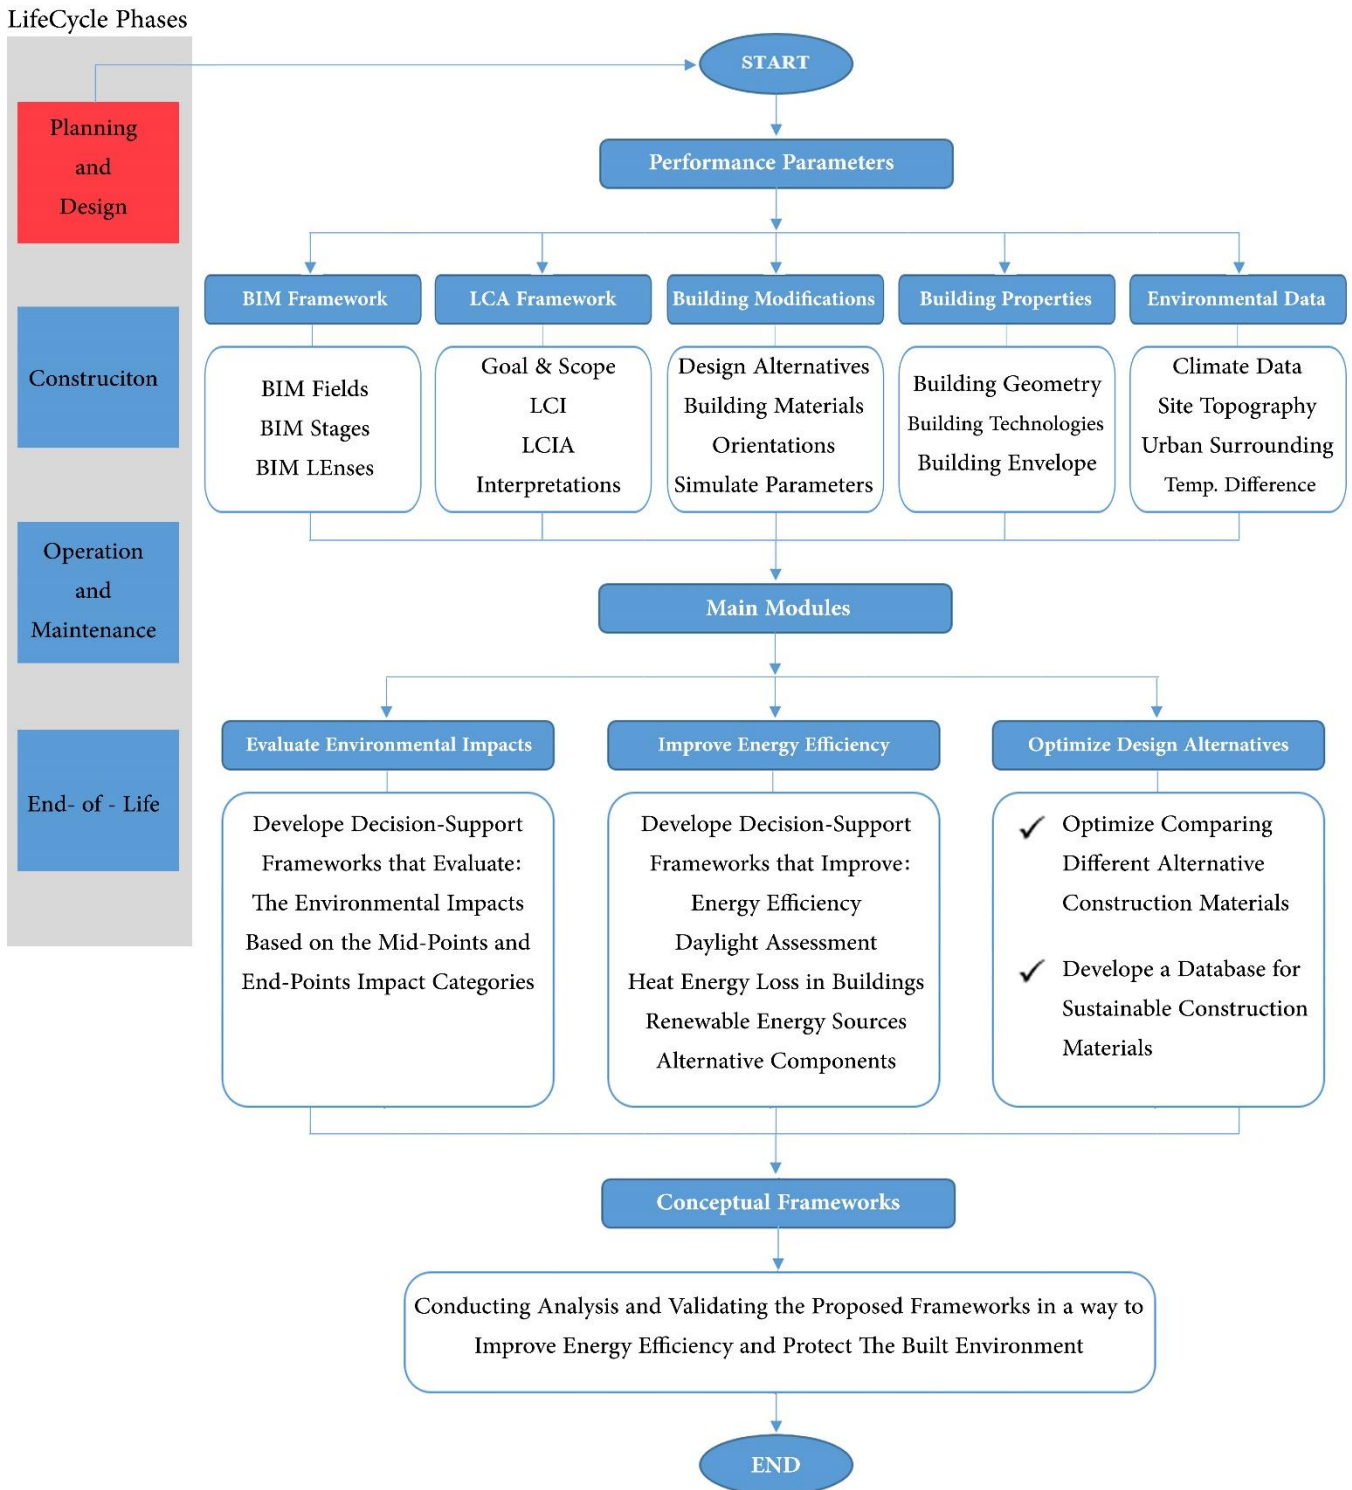 LifeCycle Phases
Planning
and
Design
Construciton
Operation
and
Maintenance
End- of - Life
START
Performance Parameters
BIM Framework
BIM Fields
BIM Stages
BIM LEnses
LCA Framework
Goal & Scope
LCI
LCIA
Interpretations
Building Modifications
Design Alternatives
Building Materials
Orientations
Simulate Parameters
Building Properties
Building Geometry
Building Technologies
Building Envelope
Environmental Data
Climate Data
Site Topography
Urban Surrounding
Temp. Difference
Main Modules
Evaluate Environmental Impacts
Develope Decision-Support
Frameworks that Evaluate:
The Environmental Impacts
Based on the Mid-Points and
End-Points Impact Categories
Improve Energy Efficiency
Develope Decision-Support
Frameworks that Improve:
Energy Efficiency
Daylight Assessment
Heat Energy Loss in Buildings
Renewable Energy Sources
Alternative Components
Optimize Design Alternatives
✓ Optimize Comparing
Different Alternative
Construction Materials
✓ Develope a Database for
Sustainable Construction
Materials
Conceptual Frameworks
Conducting Analysis and Validating the Proposed Frameworks in a way to
Improve Energy Efficiency and Protect The Built Environment
END